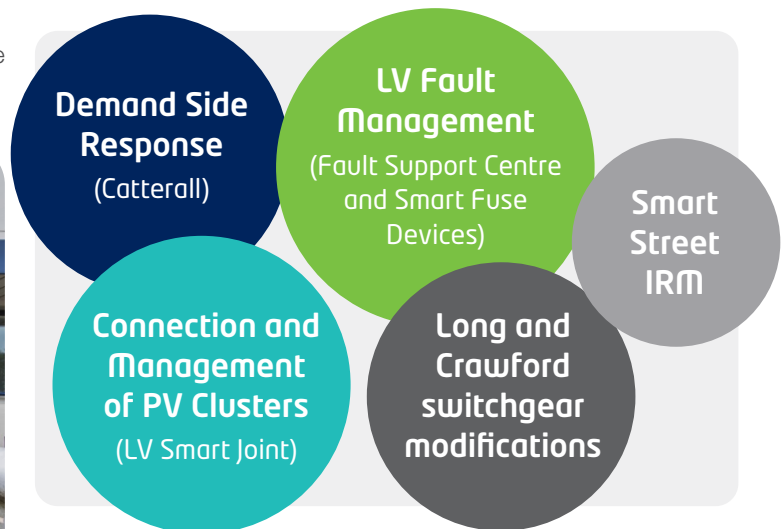 e
Demand Side
Response
(Catterall)
LV Fault
Management
(Fault Support Centre
and Smart Fuse
Devices)
Smart
Street
IRM
Connection and
Management
of PV Clusters
(LV Smart Joint)
Long and
Crawford
switchgear
modifications